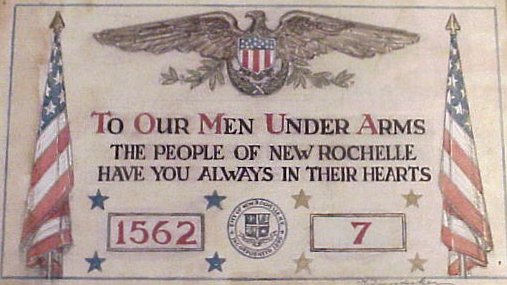 TO OUR MEN UNDER ARMS
THE PEOPLE OF NEW ROCHELLE
HAVE YOU ALWAYS IN THEIR HEARTS
1562
7